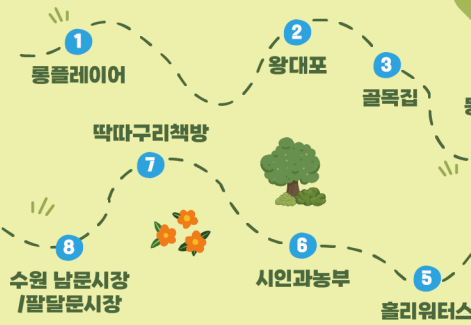 1
롱플레이어
2
왕대포
3
골목집
딱따구리책방
7
8
수원 남문시장
/팔달문시장
6
시인과농부
5
홀리워터스